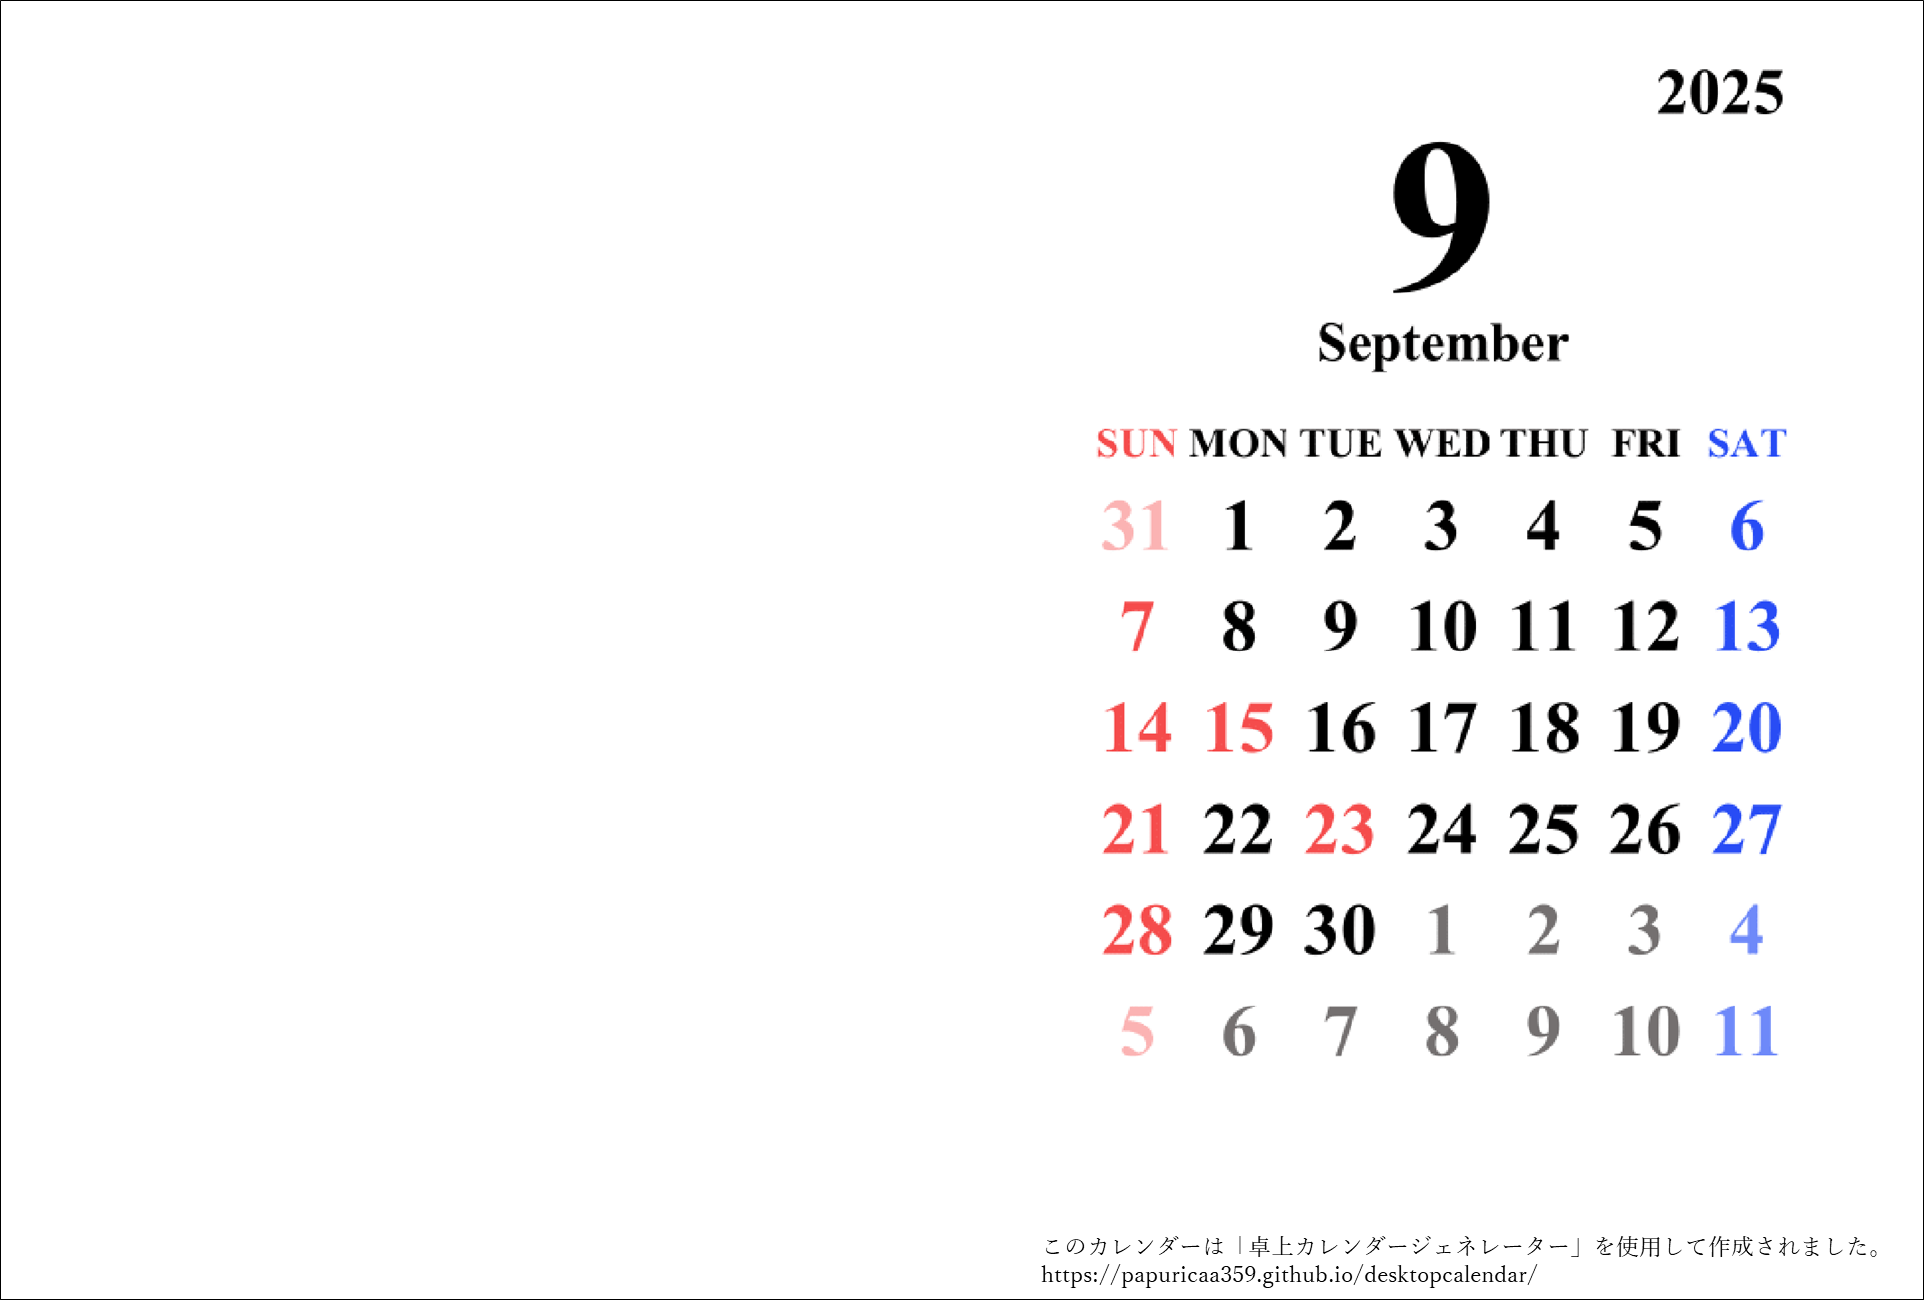 2025
9
September
SUN MON TUE WED THU FRI SAT
31 1 2 3 4 5 6
7 8 9 10 11 12 13
14 15 16 17 18 19 20
21 22 23 24 25 26 27
28 29 30 1 2 3 4
5 6 7 8 9 10 11
このカレンダーは「卓上カレンダージェネレーター」を使用して作成されました。
https://papuricaa359.github.io/desktopcalendar/